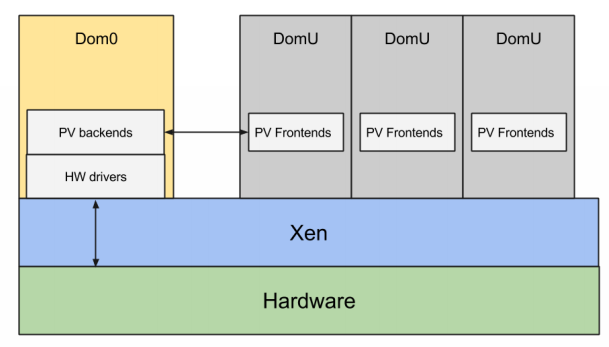 Dom0
DomU
DomU
DomU
PV backends
PV Frontends
PV Frontends
PV Frontends
HW drivers
Xen
Hardware